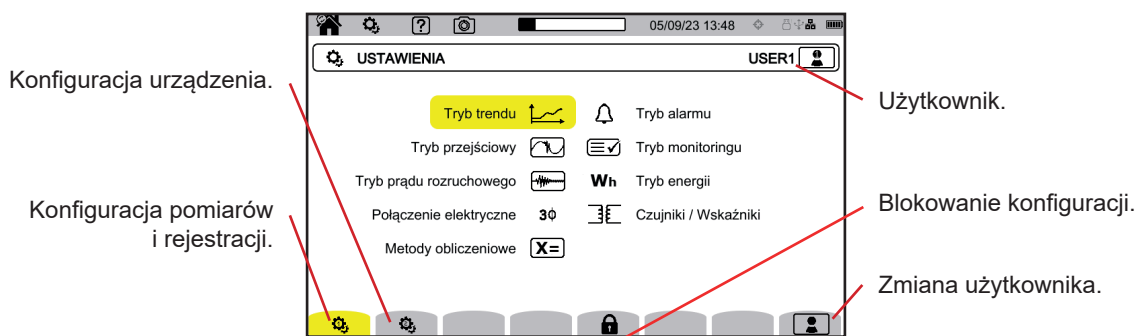 05/09/23 13:48
USTAWIENIA
USER1
Konfiguracja urządzenia.
Użytkownik.
Tryb trendu
Tryb alarmu
Tryb przejściowy
Tryb monitoringu
Tryb prądu rozruchowego
Wh Tryb energii
Konfiguracja pomiarów
i rejestracji.
Połączenie elektryczne 3ϕ
Czujniki / Wskaźniki
Blokowanie konfiguracji.
Metody obliczeniowe X=
Zmiana użytkownika.